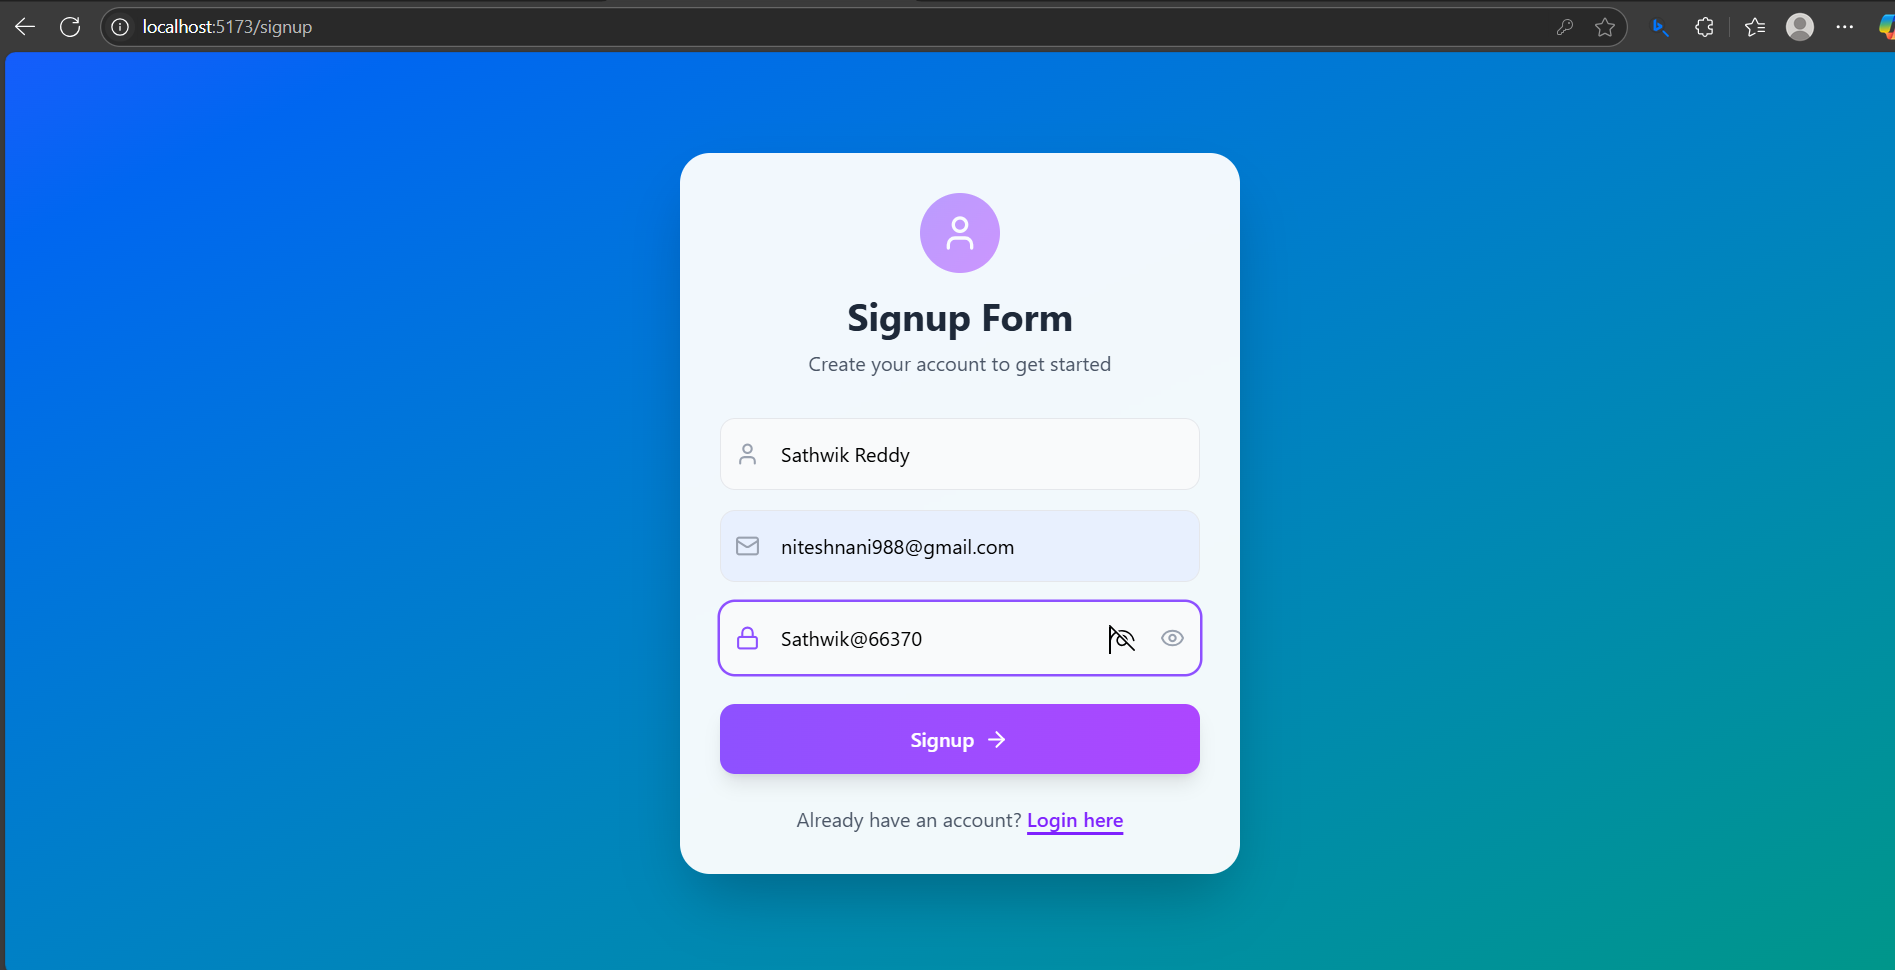 localhost:5173/signup
Signup Form
Create your account to get started
Sathwik Reddy
niteshnani988@gmail.com
Sathwik@66370
Signup
Already have an account? Login here